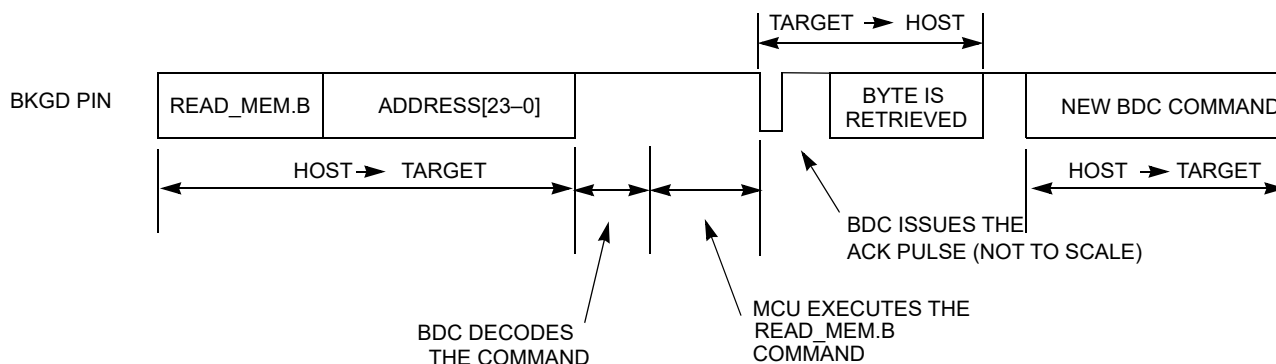 TARGET → HOST
BKGD PIN
READ_MEM.B
ADDRESS[23–0]
BYTE IS
RETRIEVED
NEW BDC COMMAND
HOST → TARGET
HOST → TARGET
BDC ISSUES THE
ACK PULSE (NOT TO SCALE)
BDC DECODES
THE COMMAND
MCU EXECUTES THE
READ_MEM.B
COMMAND